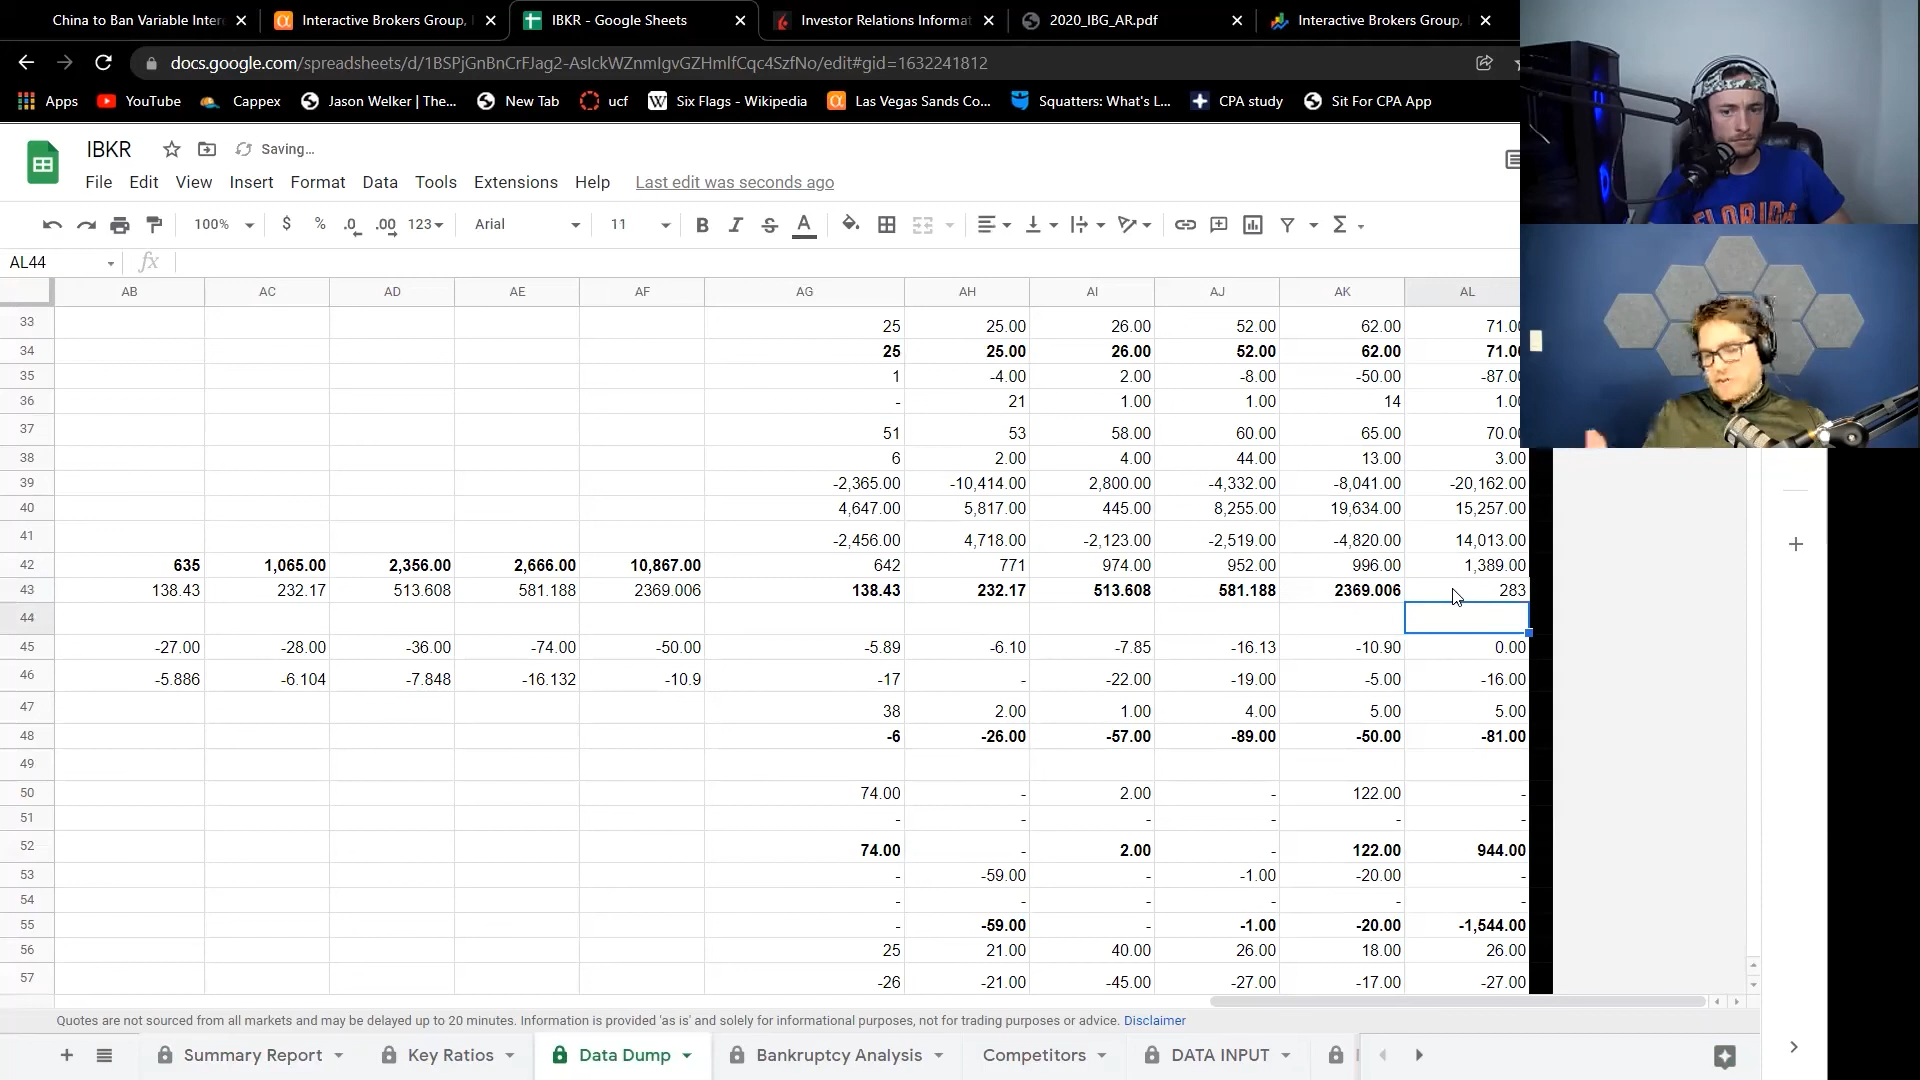 China to Ban Variable Inter
Interactive Brokers Group,
IBKR - Google Sheets
Investor Relations Informat
2020_IBG_AR.pdf
Interactive Brokers Group,
docs.google.com/spreadsheets/d/1BSPjGnBnCrFJag2-AsIckWZnmIgvGZHmIfCqc4SzfNo/edit#gid=1632241812
Apps YouTube Cappex Jason Welker | The... New Tab ucf Six Flags - Wikipedia Las Vegas Sands Co... Squatters: What's L... CPA study Sit For CPA App
IBKR Saving...
File Edit View Insert Format Data Tools Extensions Help Last edit was seconds ago
100% $ % .0 .00 123 Arial 11 B I S A
AL44 fx
AB AC AD AE AF AG AH AI AJ AK AL
33 25 25.00 26.00 52.00 62.00 71.0
34 25 25.00 26.00 52.00 62.00 71.0
35 1 -4.00 2.00 -8.00 -50.00 -87.0
36 - 21 1.00 1.00 14 1.0
37 51 53 58.00 60.00 65.00 70.0
38 6 2.00 4.00 44.00 13.00 3.00
39 -2,365.00 -10,414.00 2,800.00 -4,332.00 -8,041.00 -20,162.00
40 4,647.00 5,817.00 445.00 8,255.00 19,634.00 15,257.00
41 -2,456.00 4,718.00 -2,123.00 -2,519.00 -4,820.00 14,013.00
42 635 1,065.00 2,356.00 2,666.00 10,867.00 642 771 974.00 952.00 996.00 1,389.00
43 138.43 232.17 513.608 581.188 2369.006 138.43 232.17 513.608 581.188 2369.006 283
44
45 -27.00 -28.00 -36.00 -74.00 -50.00 -5.89 -6.10 -7.85 -16.13 -10.90 0.00
46 -5.886 -6.104 -7.848 -16.132 -10.9 -17 - -22.00 -19.00 -5.00 -16.00
47 38 2.00 1.00 4.00 5.00 5.00
48 -6 -26.00 -57.00 -89.00 -50.00 -81.00
49
50 74.00 - 2.00 - 122.00 -
51 - - - - - -
52 74.00 - 2.00 - 122.00 944.00
53 - -59.00 - -1.00 -20.00 -
54 - - - - - -
55 - -59.00 - -1.00 -20.00 -1,544.00
56 25 21.00 40.00 26.00 18.00 26.00
57 -26 -21.00 -45.00 -27.00 -17.00 -27.00
Quotes are not sourced from all markets and may be delayed up to 20 minutes. Information is provided 'as is' and solely for informational purposes, not for trading purposes or advice. Disclaimer
Summary Report Key Ratios Data Dump Bankruptcy Analysis Competitors DATA INPUT
FLORIDA